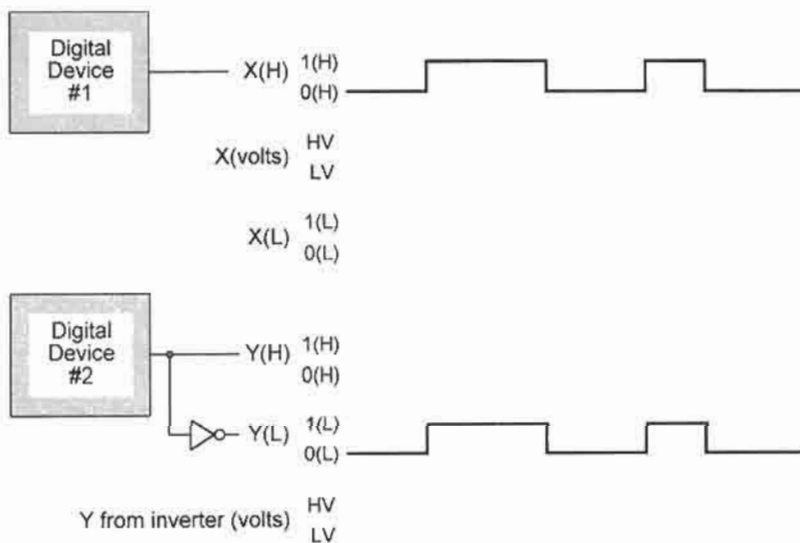 Digital
Device
#1
X(H) 1(H)
0(H)
X(volts) HV
LV
X(L) 1(L)
0(L)
Digital
Device
#2
Y(H) 1(H)
0(H)
Y(L) 1(L)
0(L)
Y from inverter (volts) HV
LV